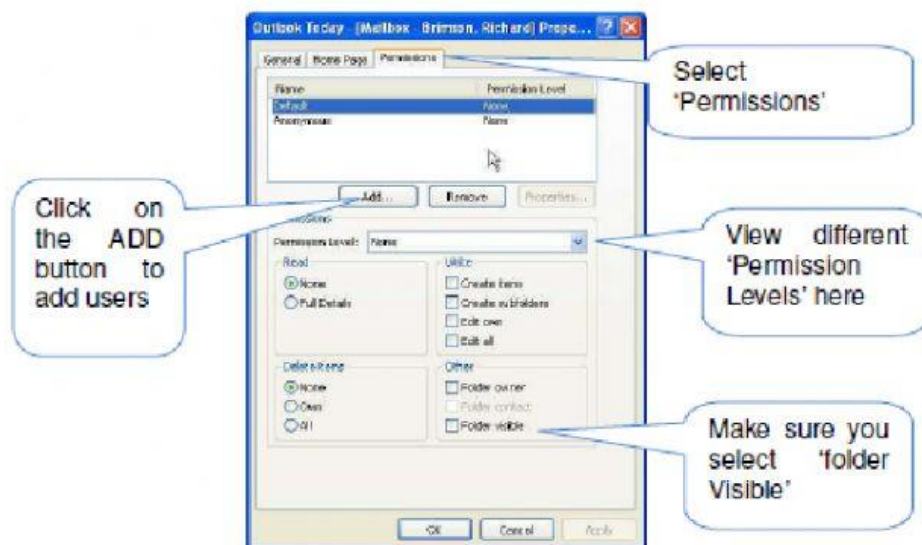 Outlook Today - [Mailbox - Brimson, Richard] Prope...
General Home Page Permissions
Name Permission Level
Default None
Anonymous None
Add... Remove Properties...
Permissions
Permission Level: None
Read
None
Full Details
Write
Create items
Create subfolders
Edit own
Edit all
Delete items
None
Own
All
Other
Folder owner
Folder contact
Folder visible
OK Cancel Apply
Select
‘Permissions’
Click on
the ADD
button to
add users
View different
‘Permission
Levels’ here
Make sure you
select ‘folder
Visible’